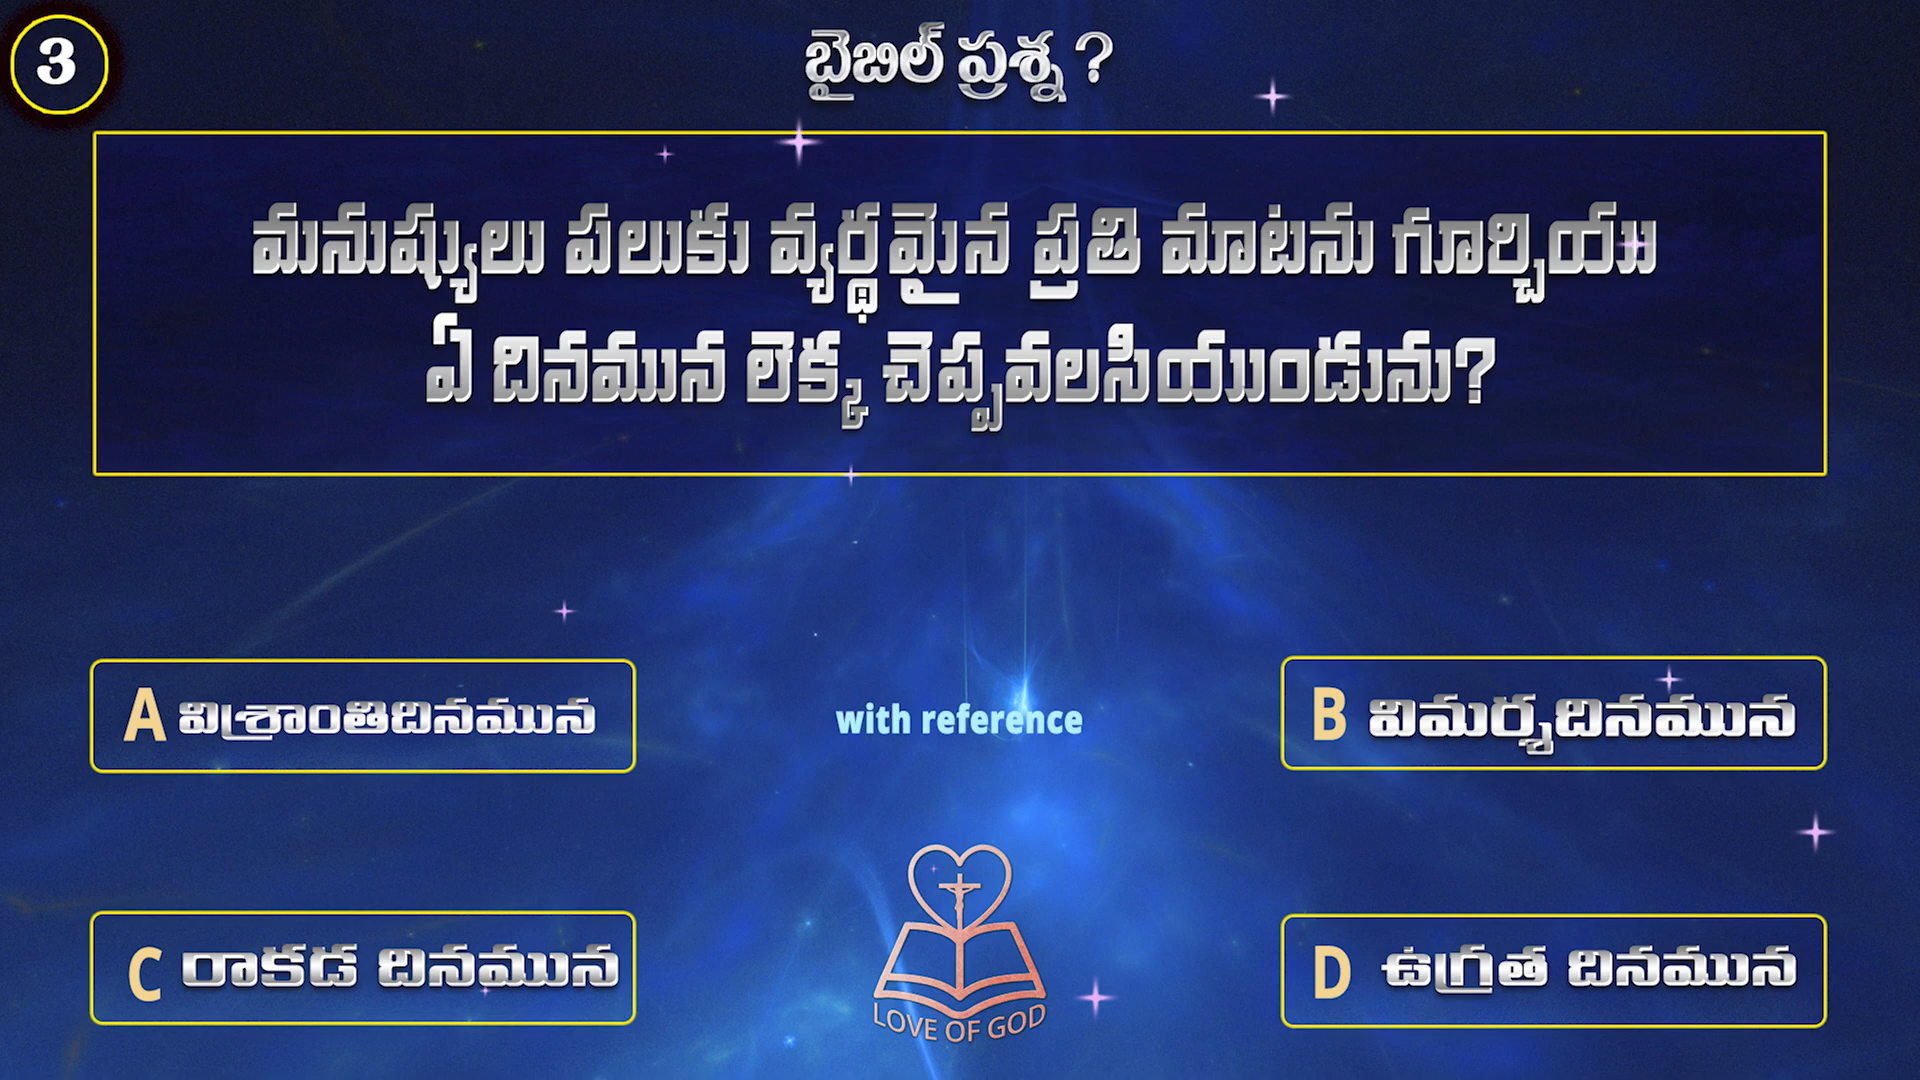 3
బైబిల్ ప్రశ్న ?
మనుష్యులు పలుకు వ్యర్థమైన ప్రతి మాటను గూర్చియు
ఏ దినమున లెక్క చెప్పవలసియుండును?
A విశ్రాంతిదినమున
with reference
B విమర్శదినమున
C రాకడ దినమున
D ఉగ్రత దినమున
LOVE OF GOD